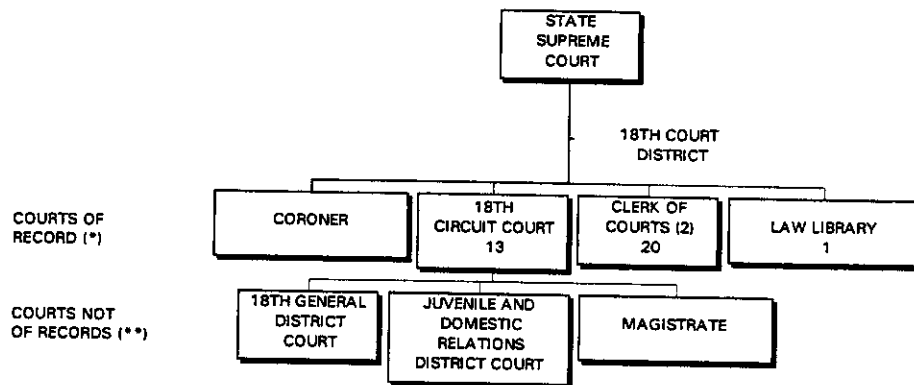 STATE
SUPREME
COURT
18TH COURT
DISTRICT
COURTS OF
RECORD (*)
CORONER
18TH
CIRCUIT COURT
13
CLERK OF
COURTS (2)
20
LAW LIBRARY
1
COURTS NOT
OF RECORDS (**)
18TH GENERAL
DISTRICT
COURT
JUVENILE AND
DOMESTIC
RELATIONS
DISTRICT COURT
MAGISTRATE